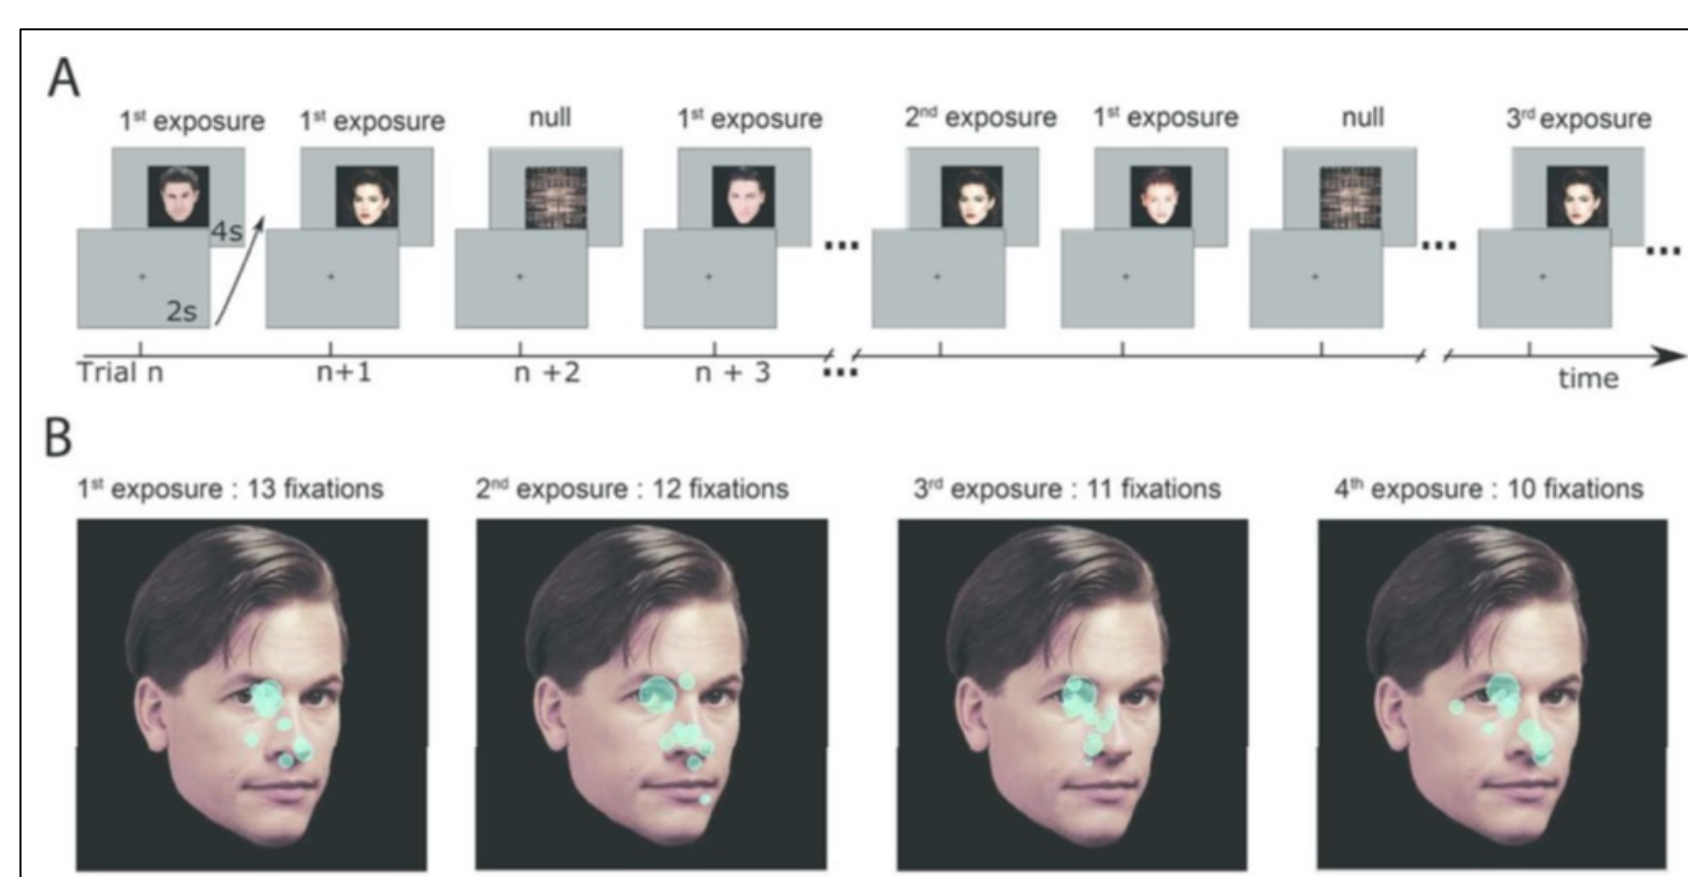 A
1st exposure 1st exposure null 1st exposure 2nd exposure 1st exposure null 3rd exposure
4s
... ... ...
2s
Trial n n+1 n +2 n + 3 ... time
B
1st exposure : 13 fixations 2nd exposure : 12 fixations 3rd exposure : 11 fixations 4th exposure : 10 fixations